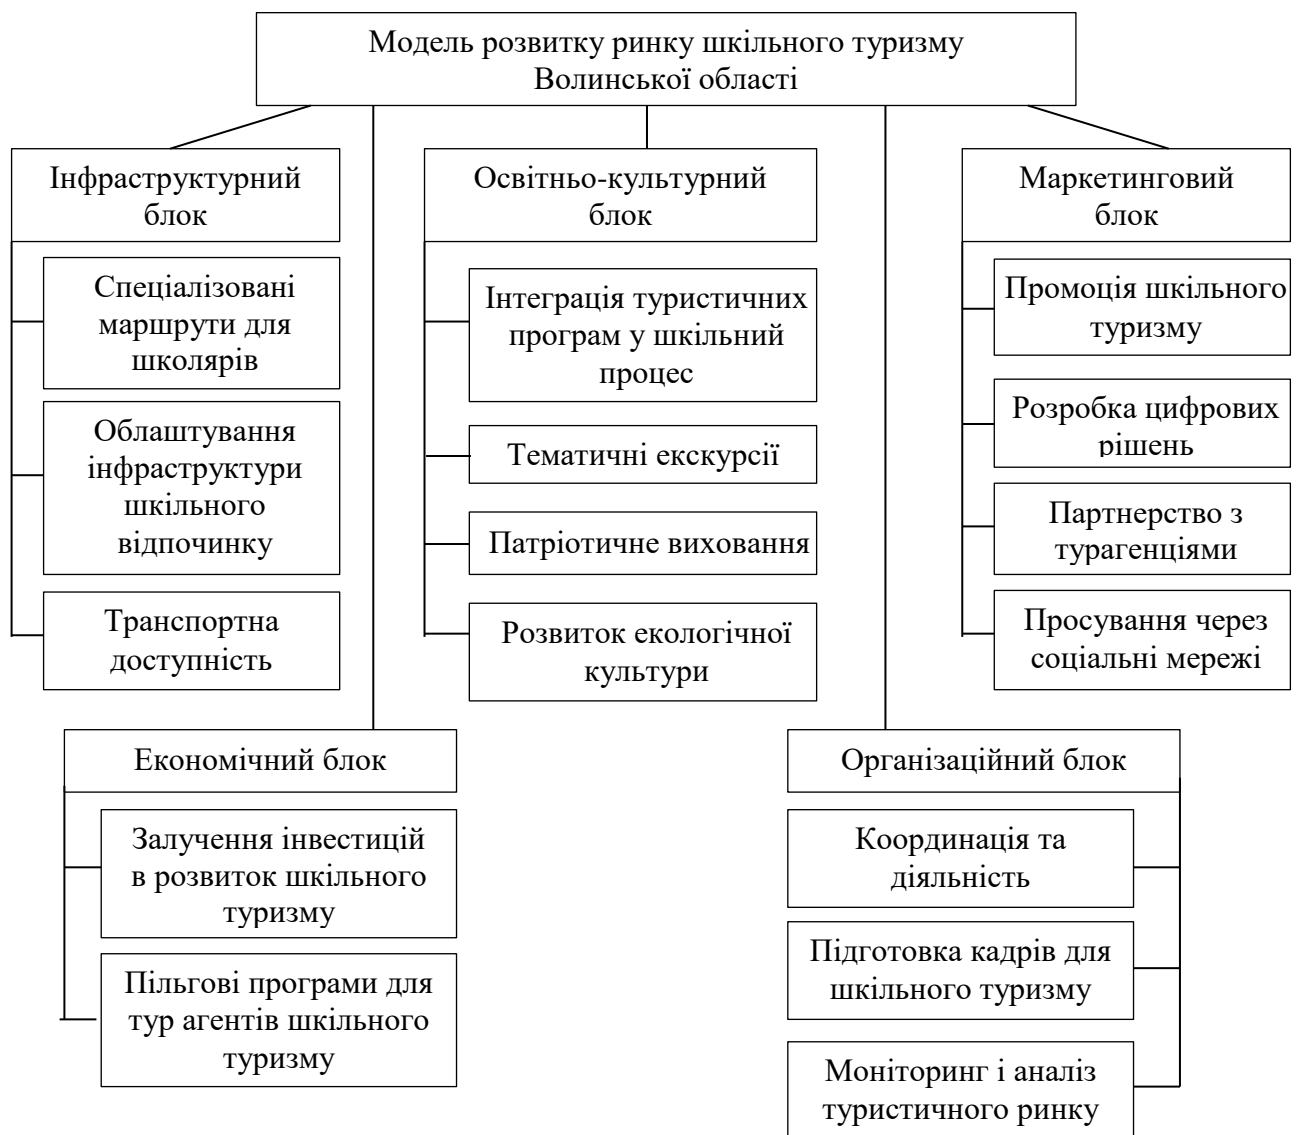 Модель розвитку ринку шкільного туризму
Волинської області
Інфраструктурний
блок
Спеціалізовані
маршрути для
школярів
Облаштування
інфраструктури
шкільного
відпочинку
Транспортна
доступність
Освітньо-культурний
блок
Інтеграція туристичних
програм у шкільний
процес
Тематичні екскурсії
Патріотичне виховання
Розвиток екологічної
культури
Маркетинговий
блок
Промоція шкільного
туризму
Розробка цифрових
рішень
Партнерство з
турагенціями
Просування через
соціальні мережі
Економічний блок
Залучення інвестицій
в розвиток шкільного
туризму
Пільгові програми для
тур агентів шкільного
туризму
Організаційний блок
Координація та
діяльність
Підготовка кадрів для
шкільного туризму
Моніторинг і аналіз
туристичного ринку